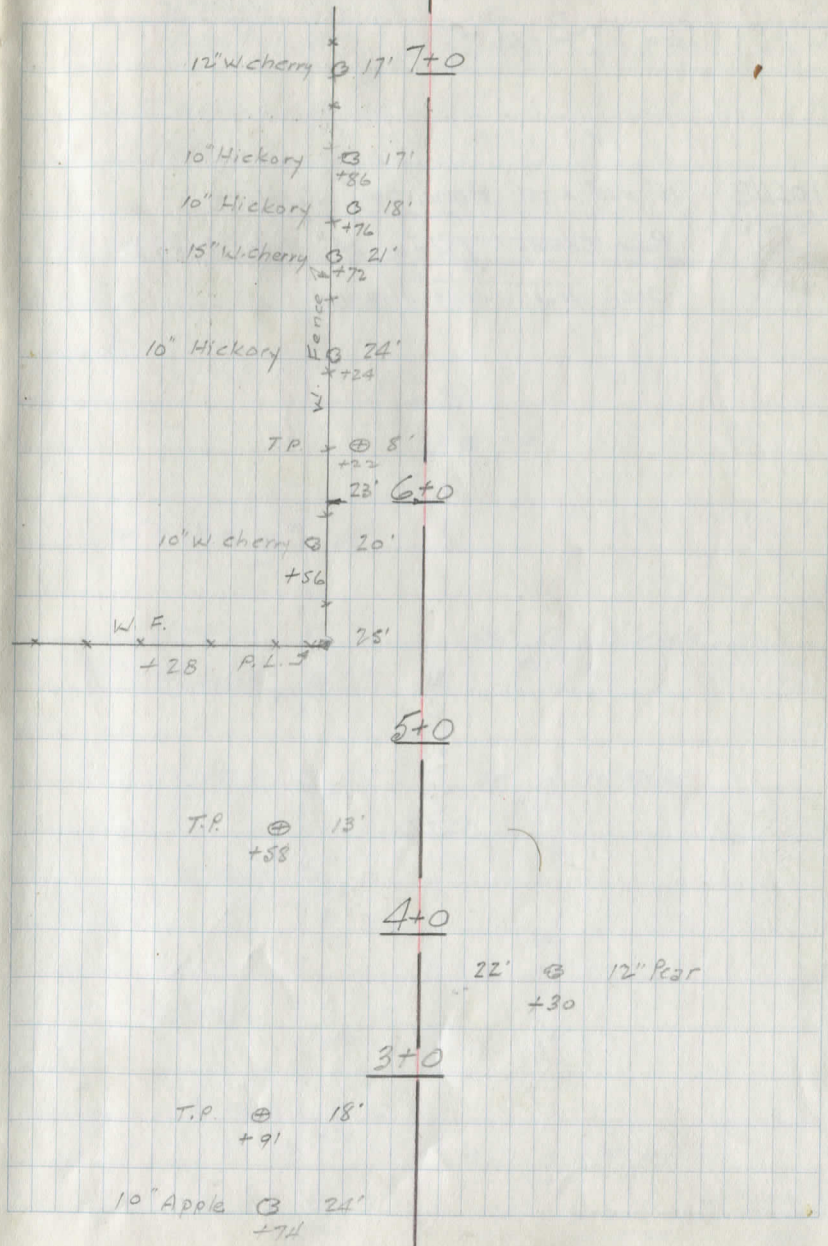 12" W. cherry 17' 7+0
10" Hickory 17'
+86
10" Hickory 18'
+76
15" W. cherry 21'
+72
W. Fence
10" Hickory 24'
+24
T.P. 8'
+22
23' 6+0
10" W cherry 20'
+56
W. F. 25'
+28 P.L.
5+0
T.P. 13'
+58
4+0
22' 12" Pear
+30
3+0
T.P. 18'
+91
10" Apple 24'
+74